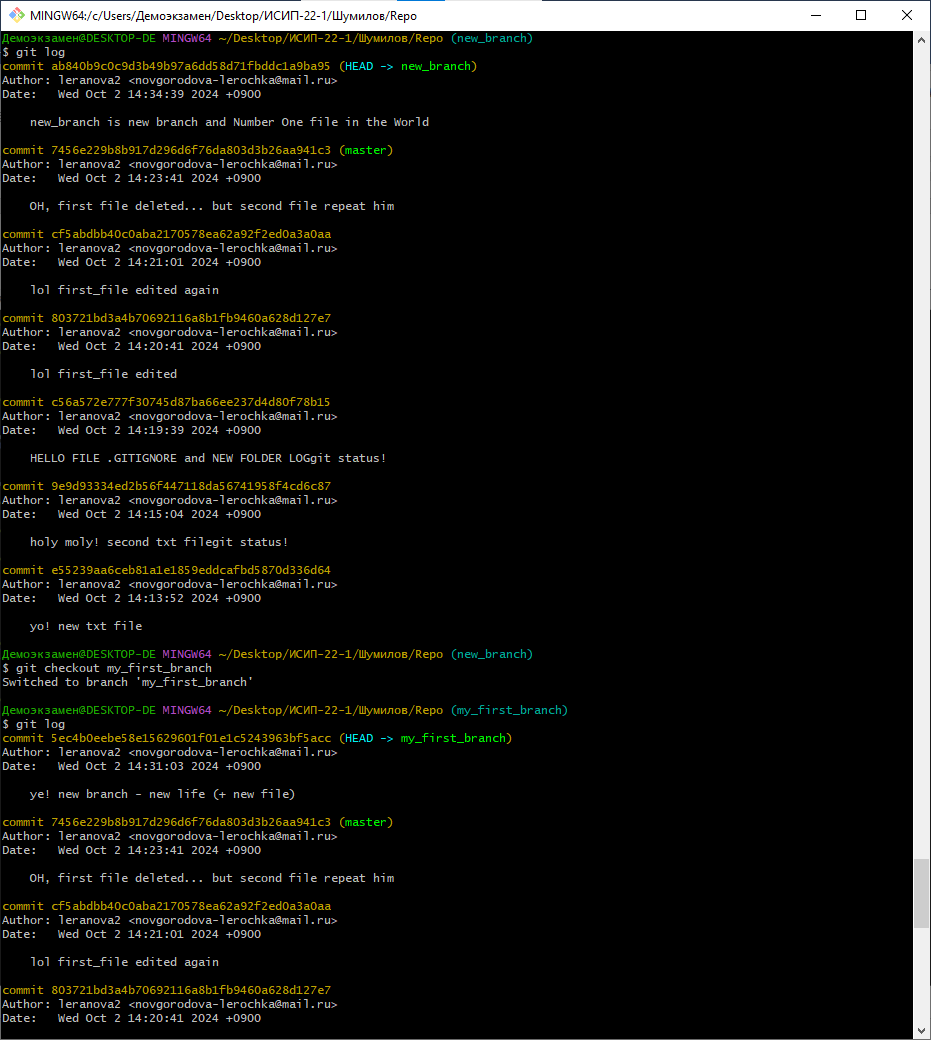 MINGW64:/c/Users/Демоэкзамен/Desktop/ИСИП-22-1/Шумилов/Repo
Демоэкзамен@DESKTOP-DE MINGW64 ~/Desktop/ИСИП-22-1/Шумилов/Repo (new_branch)
$ git log
commit ab840b9c0c9d3b49b97a6dd58d71fbddc1a9ba95 (HEAD -> new_branch)
Author: leranova2 <novgorodova-lerochka@mail.ru>
Date:   Wed Oct 2 14:34:39 2024 +0900
    new_branch is new branch and Number One file in the World
commit 7456e229b8b917d296d6f76da803d3b26aa941c3 (master)
Author: leranova2 <novgorodova-lerochka@mail.ru>
Date:   Wed Oct 2 14:23:41 2024 +0900
    OH, first file deleted... but second file repeat him
commit cf5abdbb40c0aba2170578ea62a92f2ed0a3a0aa
Author: leranova2 <novgorodova-lerochka@mail.ru>
Date:   Wed Oct 2 14:21:01 2024 +0900
    lol first_file edited again
commit 803721bd3a4b70692116a8b1fb9460a628d127e7
Author: leranova2 <novgorodova-lerochka@mail.ru>
Date:   Wed Oct 2 14:20:41 2024 +0900
    lol first_file edited
commit c56a572e777f30745d87ba66ee237d4d80f78b15
Author: leranova2 <novgorodova-lerochka@mail.ru>
Date:   Wed Oct 2 14:19:39 2024 +0900
    HELLO FILE .GITIGNORE and NEW FOLDER LOGgit status!
commit 9e9d93334ed2b56f447118da56741958f4cd6c87
Author: leranova2 <novgorodova-lerochka@mail.ru>
Date:   Wed Oct 2 14:15:04 2024 +0900
    holy moly! second txt filegit status!
commit e55239aa6ceb81a1e1859eddcafbd5870d336d64
Author: leranova2 <novgorodova-lerochka@mail.ru>
Date:   Wed Oct 2 14:13:52 2024 +0900
    yo! new txt file
Демоэкзамен@DESKTOP-DE MINGW64 ~/Desktop/ИСИП-22-1/Шумилов/Repo (new_branch)
$ git checkout my_first_branch
Switched to branch 'my_first_branch'
Демоэкзамен@DESKTOP-DE MINGW64 ~/Desktop/ИСИП-22-1/Шумилов/Repo (my_first_branch)
$ git log
commit 5ec4b0eebe58e15629601f01e1c5243963bf5acc (HEAD -> my_first_branch)
Author: leranova2 <novgorodova-lerochka@mail.ru>
Date:   Wed Oct 2 14:31:03 2024 +0900
    ye! new branch - new life (+ new file)
commit 7456e229b8b917d296d6f76da803d3b26aa941c3 (master)
Author: leranova2 <novgorodova-lerochka@mail.ru>
Date:   Wed Oct 2 14:23:41 2024 +0900
    OH, first file deleted... but second file repeat him
commit cf5abdbb40c0aba2170578ea62a92f2ed0a3a0aa
Author: leranova2 <novgorodova-lerochka@mail.ru>
Date:   Wed Oct 2 14:21:01 2024 +0900
    lol first_file edited again
commit 803721bd3a4b70692116a8b1fb9460a628d127e7
Author: leranova2 <novgorodova-lerochka@mail.ru>
Date:   Wed Oct 2 14:20:41 2024 +0900